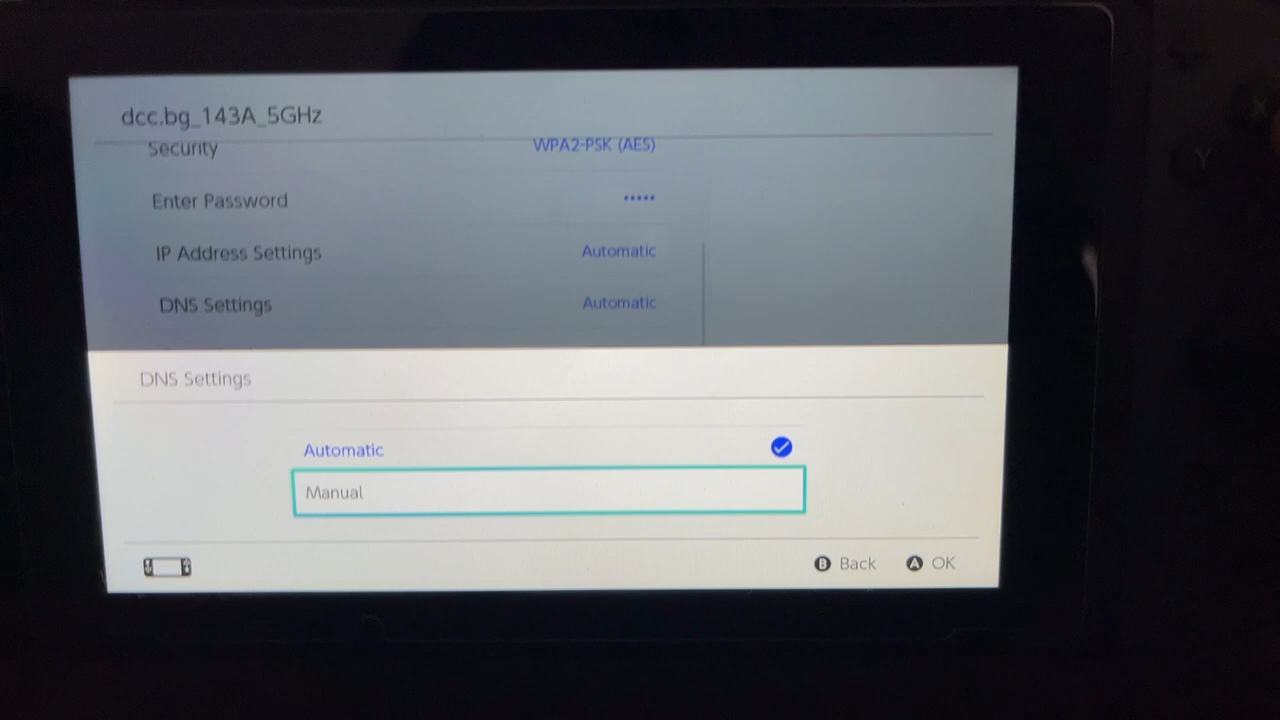 dcc.bg_143A_5GHz
Security WPA2-PSK (AES)
Enter Password •••••
IP Address Settings Automatic
DNS Settings Automatic
DNS Settings
Automatic
Manual
B Back A OK
X
Y